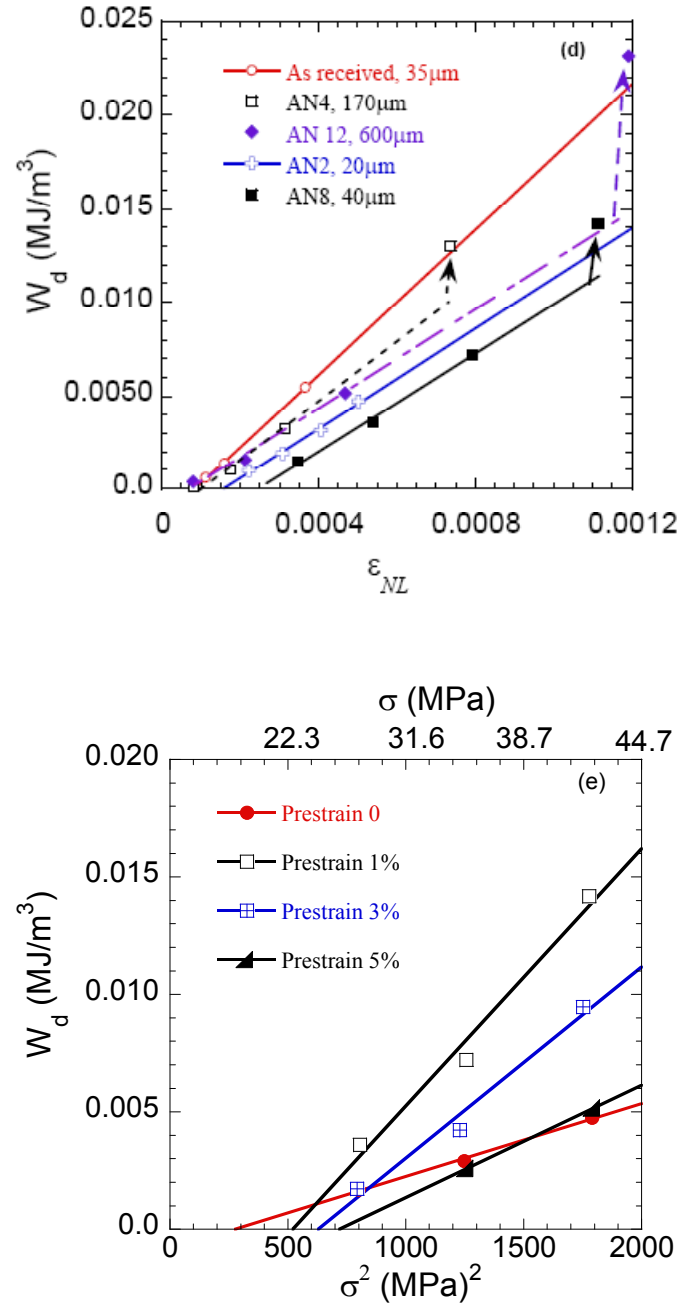 0.025
(d)
As received, 35μm
AN4, 170μm
AN 12, 600μm
AN2, 20μm
AN8, 40μm
0.020
0.015
0.010
0.0050
0.0
W_d (MJ/m³)
0 0.0004 0.0008 0.0012
ε_NL
σ (MPa)
22.3 31.6 38.7 44.7
0.020
(e)
Prestrain 0
Prestrain 1%
Prestrain 3%
Prestrain 5%
0.015
0.010
0.005
0.0
W_d (MJ/m³)
0 500 1000 1500 2000
σ² (MPa)²